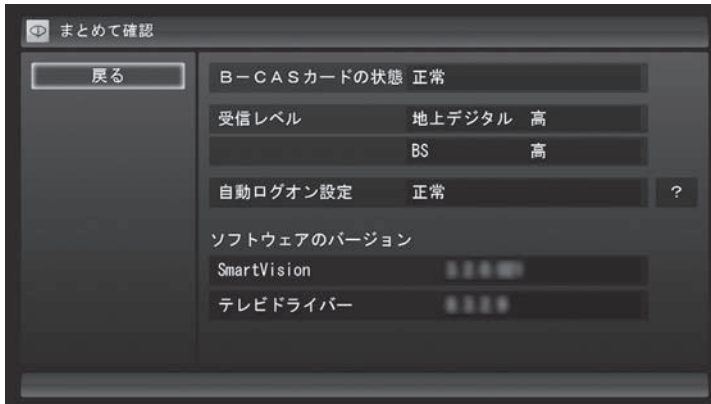 まとめて確認
戻る
B－CASカードの状態 正常
受信レベル 地上デジタル 高
BS 高
自動ログオン設定 正常 ?
ソフトウェアのバージョン
SmartVision
テレビドライバー